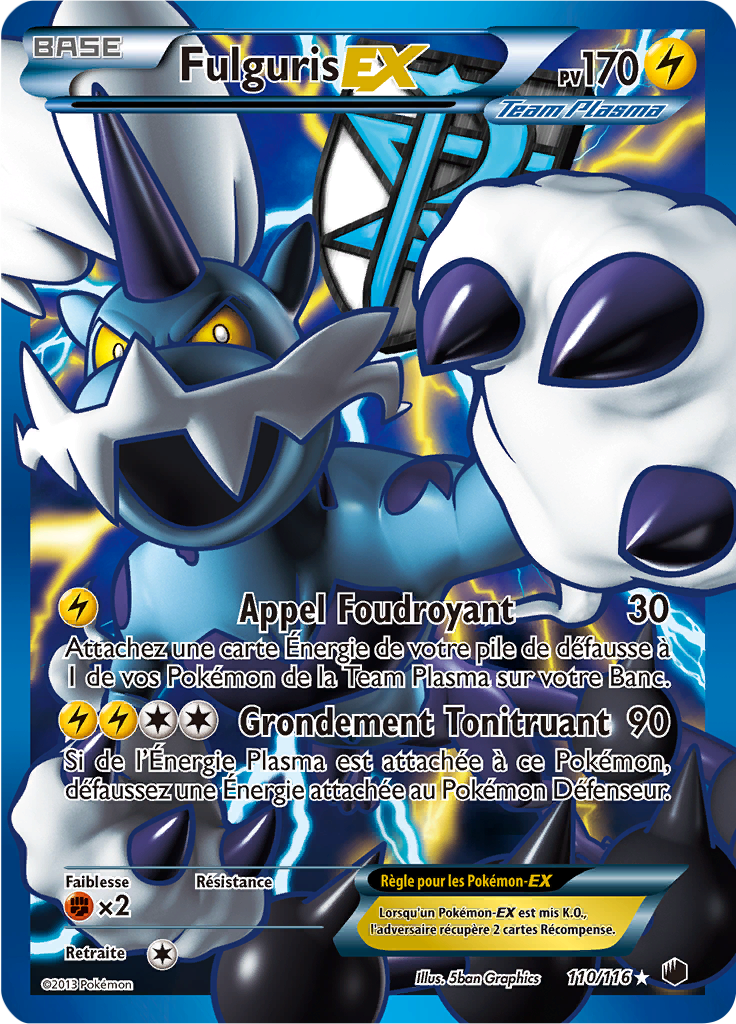 BASE
Fulguris EX
PV170
Team Plasma
Appel Foudroyant 30
Attachez une carte Énergie de votre pile de défausse à
1 de vos Pokémon de la Team Plasma sur votre Banc.
Grondement Tonitruant 90
Si de l'Énergie Plasma est attachée à ce Pokémon,
défaussez une Énergie attachée au Pokémon Défenseur.
Faiblesse Résistance
×2
Retraite
Règle pour les Pokémon-EX
Lorsqu'un Pokémon-EX est mis K.O.,
l'adversaire récupère 2 cartes Récompense.
©2013 Pokémon
Illus. 5ban Graphics
110/116